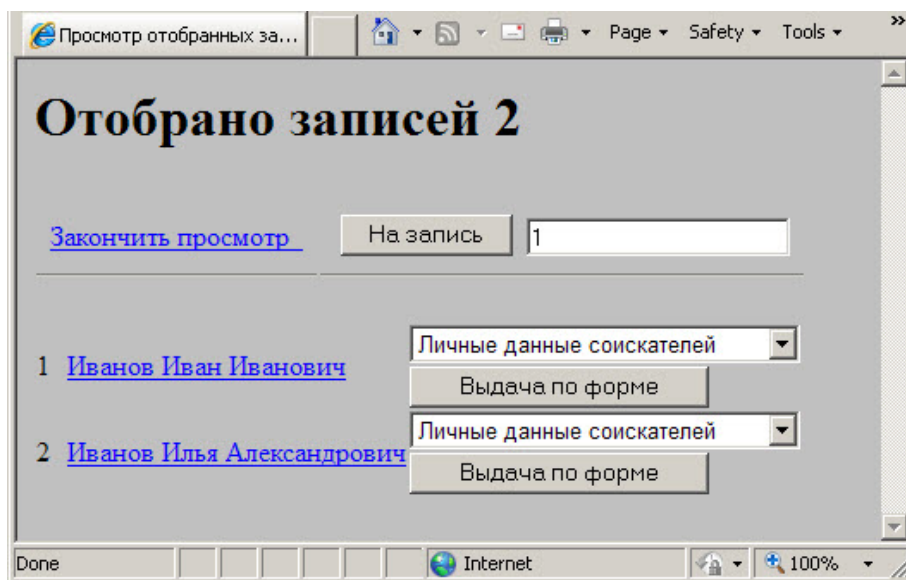 Просмотр отобранных за... Page Safety Tools »
Отобрано записей 2
Закончить просмотр На запись 1
Личные данные соискателей
1 Иванов Иван Иванович
Выдача по форме
Личные данные соискателей
2 Иванов Илья Александрович
Выдача по форме
Done Internet 100%